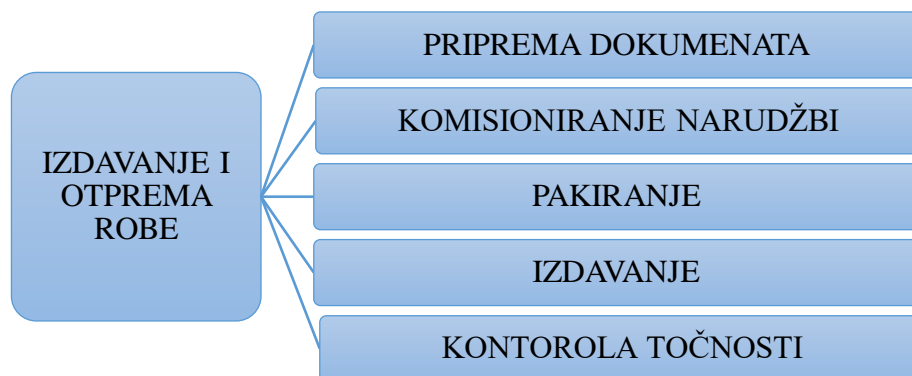 IZDAVANJE I
OTPREMA
ROBE
PRIPREMA DOKUMENATA
KOMISIONIRANJE NARUDŽBI
PAKIRANJE
IZDAVANJE
KONTOROLA TOČNOSTI